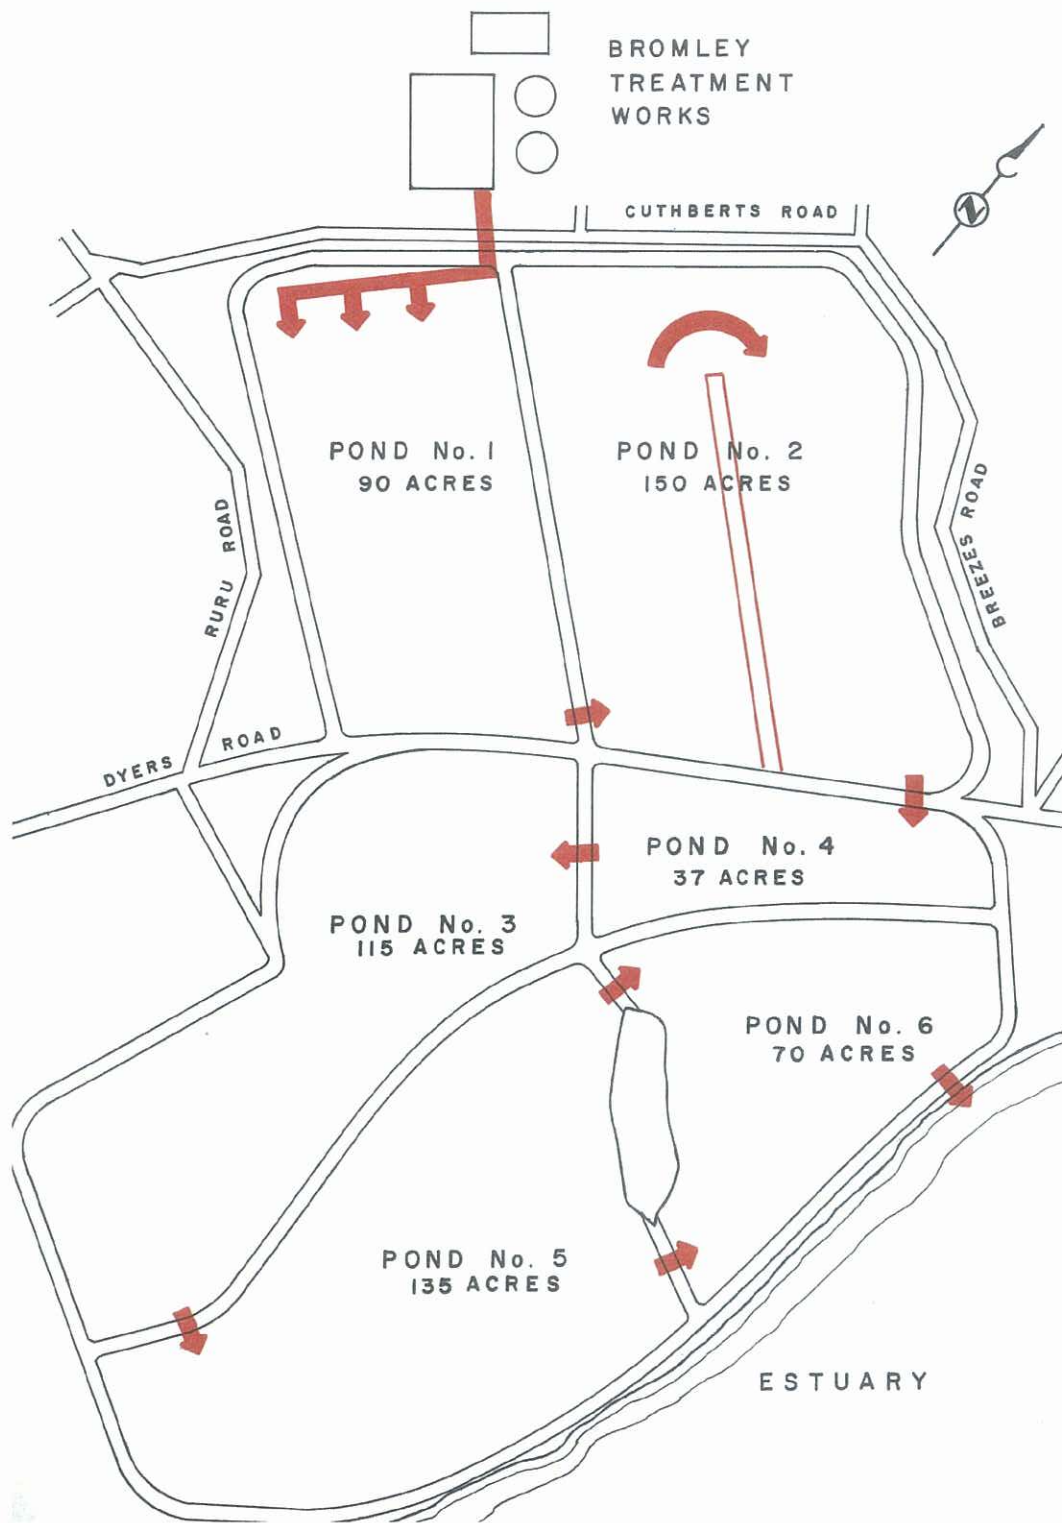 BROMLEY
TREATMENT
WORKS
CUTHBERTS ROAD
N
POND No. 1
90 ACRES
POND No. 2
150 ACRES
RURU ROAD
BREEZES ROAD
DYERS ROAD
POND No. 4
37 ACRES
POND No. 3
115 ACRES
POND No. 6
70 ACRES
POND No. 5
135 ACRES
ESTUARY